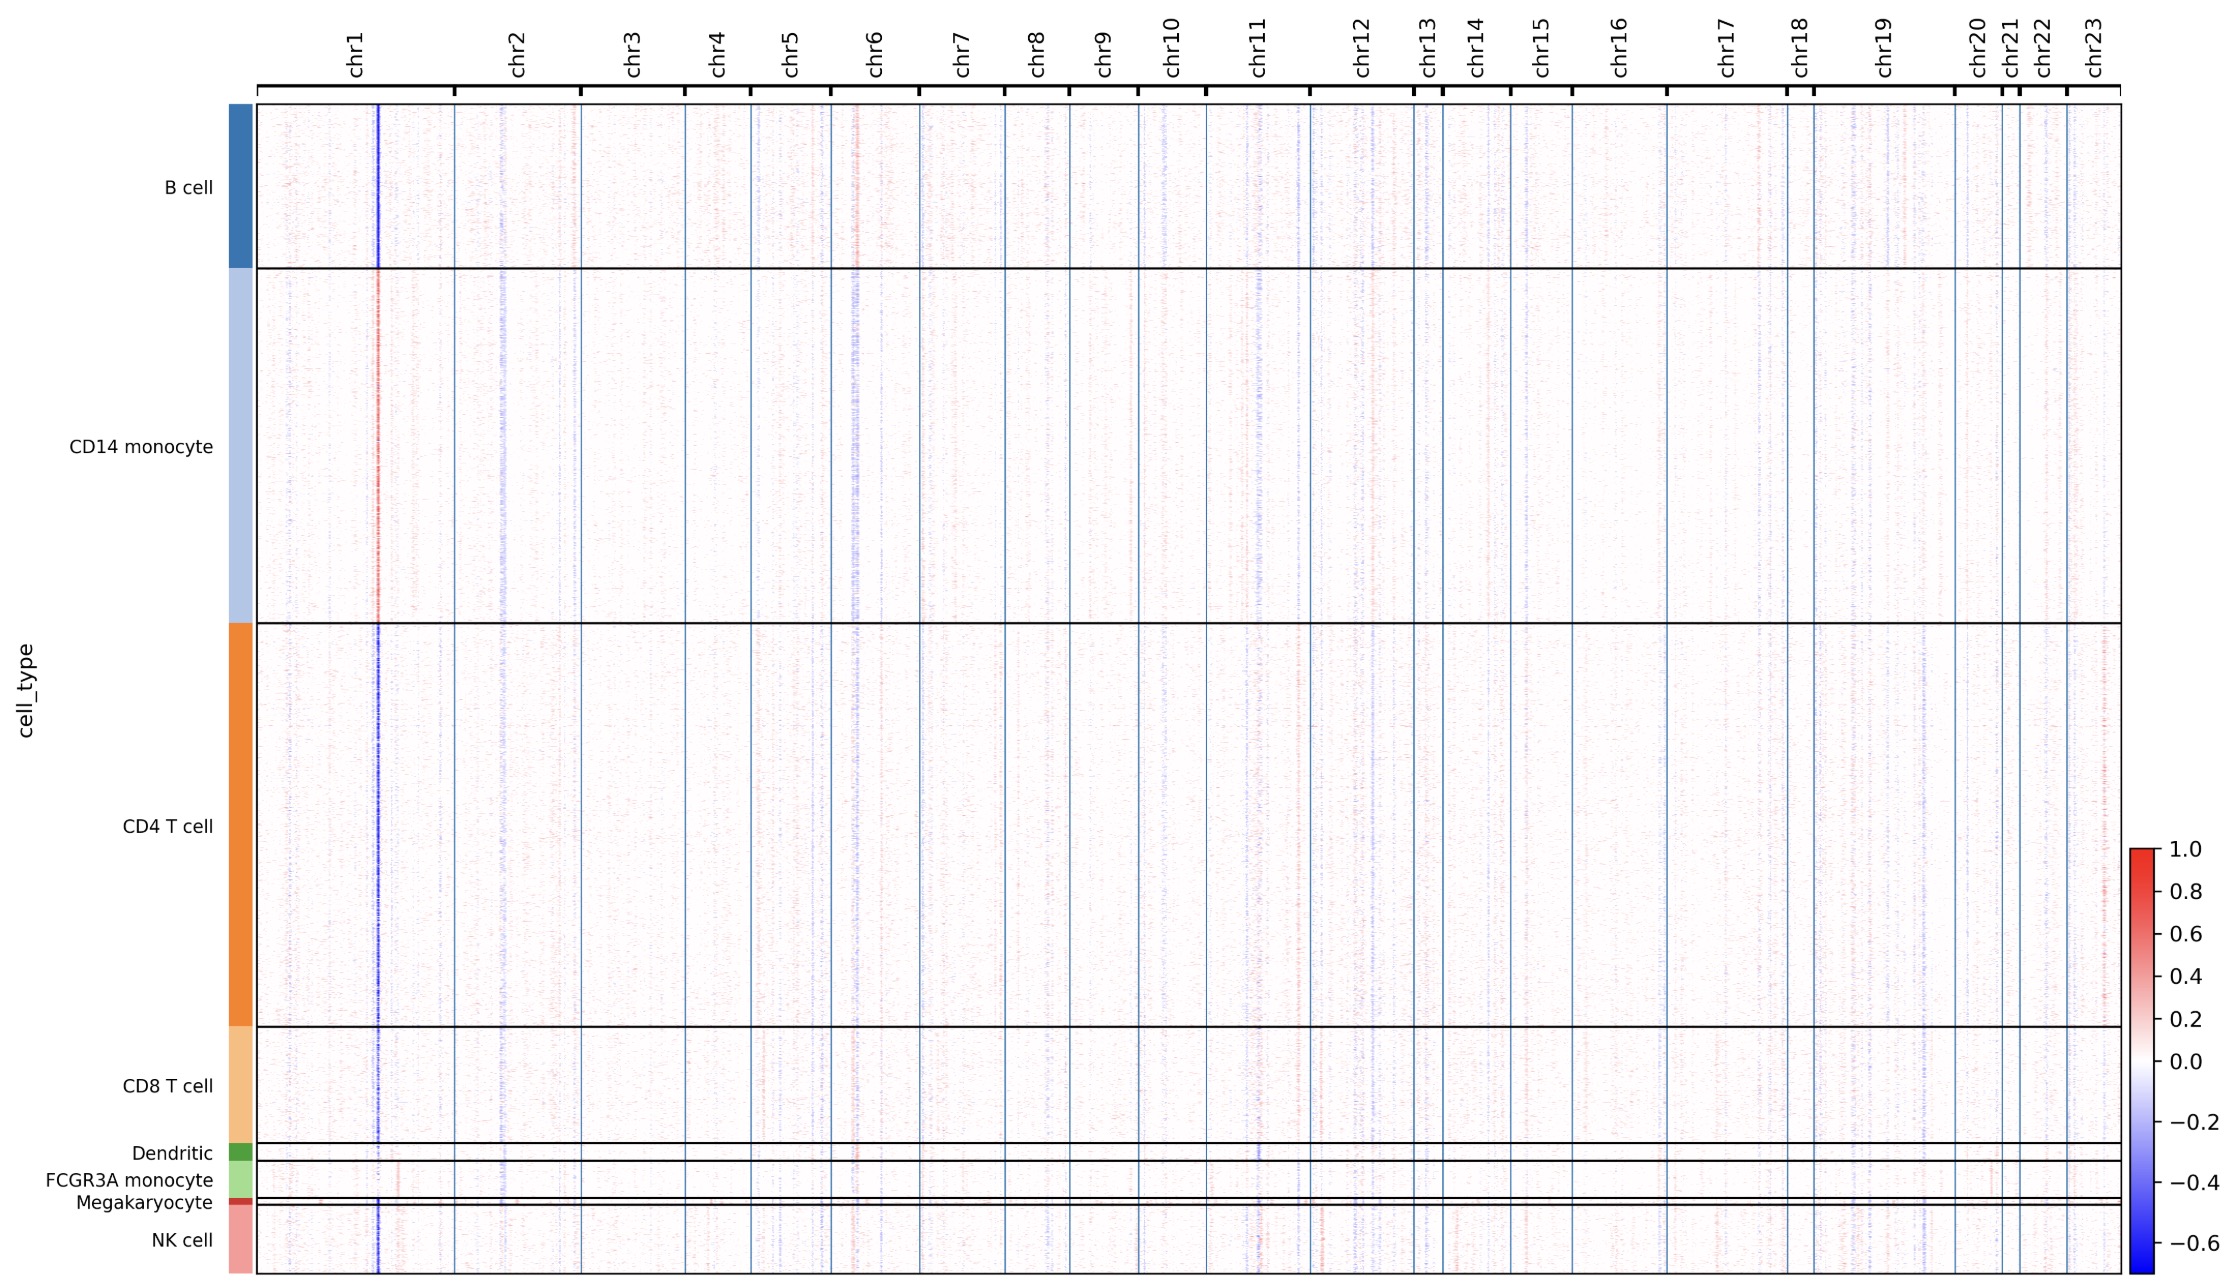 chr1
chr2
chr3
chr4
chr5
chr6
chr7
chr8
chr9
chr10
chr11
chr12
chr13
chr14
chr15
chr16
chr17
chr18
chr19
chr20
chr21
chr22
chr23
cell_type
B cell
CD14 monocyte
CD4 T cell
CD8 T cell
Dendritic
FCGR3A monocyte
Megakaryocyte
NK cell
1.0
0.8
0.6
0.4
0.2
0.0
−0.2
−0.4
−0.6